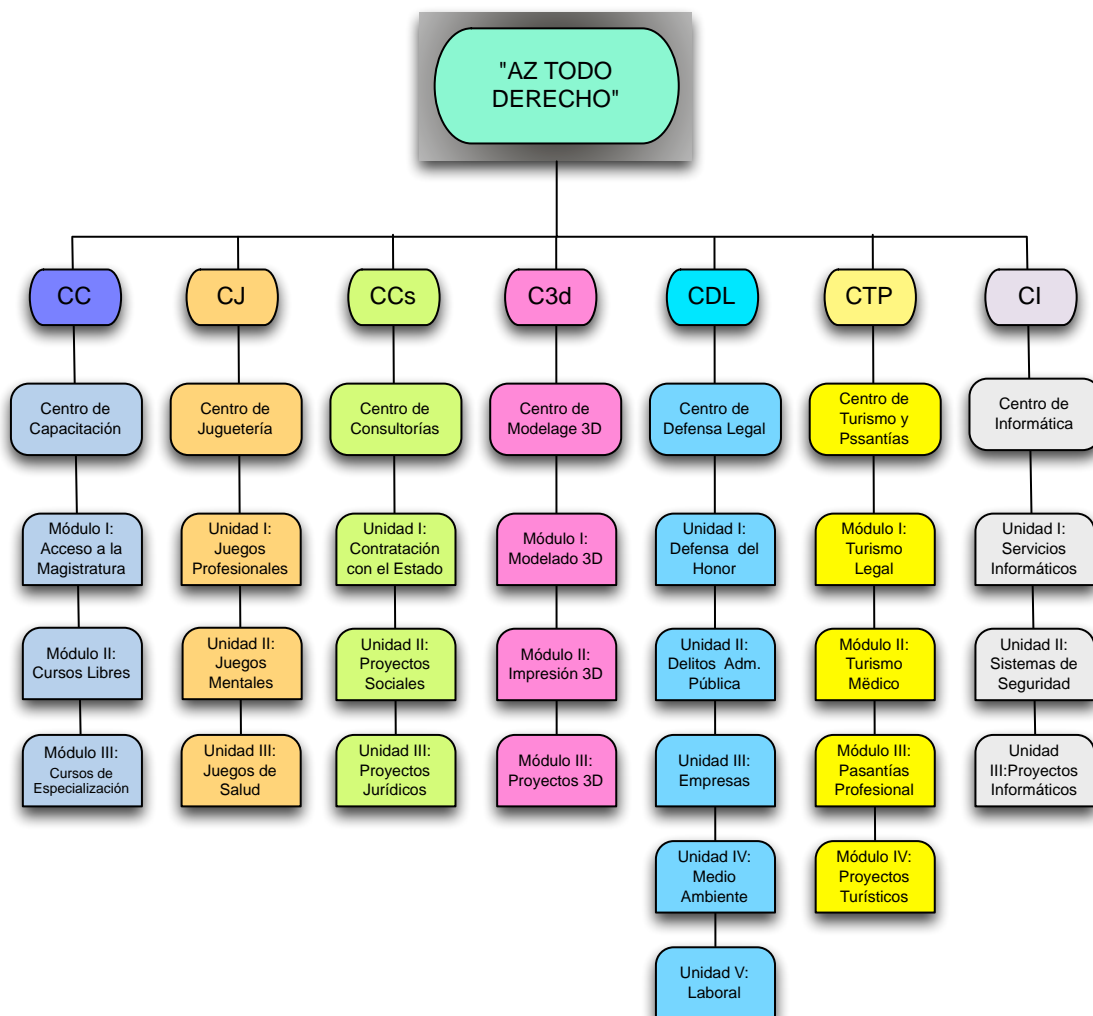 "AZ TODO
DERECHO"
CC
CJ
CCs
C3d
CDL
CTP
CI
Centro de
Capacitación
Centro de
Juguetería
Centro de
Consultorías
Centro de
Modelage 3D
Centro de
Defensa Legal
Centro de
Turismo y
Pssantías
Centro de
Informática
Módulo I:
Acceso a la
Magistratura
Unidad I:
Juegos
Profesionales
Unidad I:
Contratación
con el Estado
Módulo I:
Modelado 3D
Unidad I:
Defensa del
Honor
Módulo I:
Turismo
Legal
Unidad I:
Servicios
Informáticos
Módulo II:
Cursos Libres
Unidad II:
Juegos
Mentales
Unidad II:
Proyectos
Sociales
Módulo II:
Impresión 3D
Unidad II:
Delitos Adm.
Pública
Módulo II:
Turismo
Mëdico
Unidad II:
Sistemas de
Seguridad
Módulo III:
Cursos de
Especialización
Unidad III:
Juegos de
Salud
Unidad III:
Proyectos
Jurídicos
Módulo III:
Proyectos 3D
Unidad III:
Empresas
Módulo III:
Pasantías
Profesional
Unidad
III:Proyectos
Informáticos
Unidad IV:
Medio
Ambiente
Módulo IV:
Proyectos
Turísticos
Unidad V:
Laboral